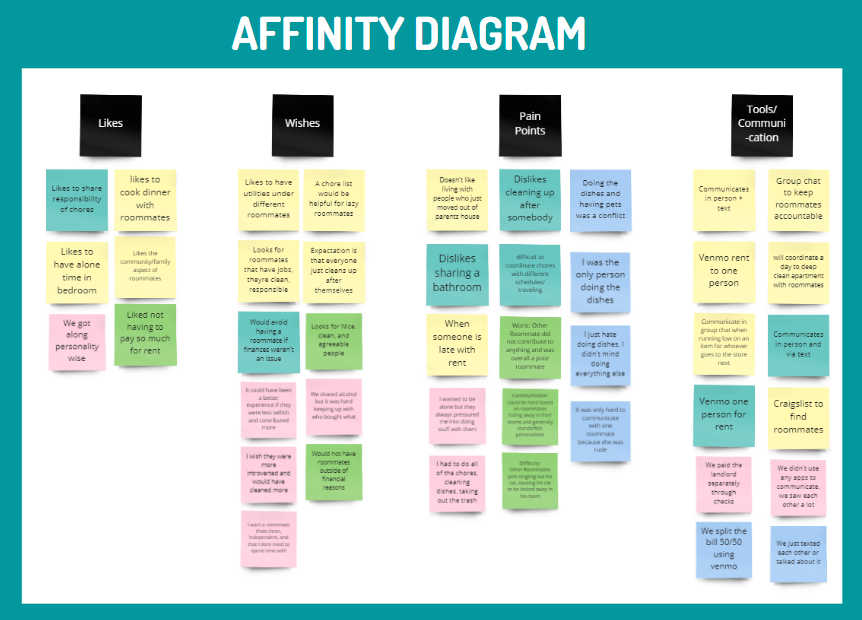 AFFINITY DIAGRAM
Likes
Likes to share
responsibility
of chores
likes to
cook dinner
with
roommates
Likes to
have alone
time in
bedroom
Likes the
community/family
aspect of
roommates
We got
along
personality
wise
Liked not
having to
pay so much
for rent
Wishes
Likes to have
utilities under
different
roommates
A chore list
would be
helpful for lazy
roommates
Looks for
roommates
that have jobs,
theyre clean,
responsible
Expectation is
that everyone
just cleans up
after
themselves
Would avoid
having a
roommate if
finances weren't
an issue
Looks for Nice,
clean, and
agreeable
people
It could have been
a better
experience if they
were less selfish
and contributed
more
We shared alcohol
but it was hard
keeping up with
who bought what
I wish they were
more
introverted and
would have
cleaned more
Would not have
roommates
outside of
financial
reasons
I want a roommate
thats clean,
independent, and
that I dont need to
spend time with
Pain
Points
Doesn't like
living with
people who just
moved out of
parents house
Dislikes
cleaning up
after
somebody
Doing the
dishes and
having pets
was a conflict
Dislikes
sharing a
bathroom
difficult to
coordinate chores
with different
schedules/
traveling
I was the
only person
doing the
dishes
When
someone is
late with
rent
Worst: Other
Roommate did
not contribute to
anything and was
overall a poor
roommate
I just hate
doing dishes. I
didn't mind
doing
everything else
I wanted to be
alone but they
always pressured
me into doing
stuff with them
Communication
could be hard based
on roommates
hiding away in their
home and generally
standoffish
personalities
It was only hard to
communicate
with one
roommate
because she was
rude
I had to do all
of the chores,
cleaning
dishes, taking
out the trash
Difficulty:
Other Roommate
his cat
to be locked away in
his room
Tools/
Communi
-cation
Communicates
in person +
text
Group chat
to keep
roommates
accountable
Venmo rent
to one
person
will coordinate a
day to deep
clean apartment
with roommates
Communicate in
group chat when
running low on an
item for whoever
goes to the store
next
Communicates
in person and
via text
Venmo one
person for
rent
Craigslist to
find
roommates
We paid the
landlord
separately
through
checks
We didn't use
any apps to
communicate,
we saw each
other a lot
We split the
bill 50/50
using
venmo
We just texted
each other or
talked about it